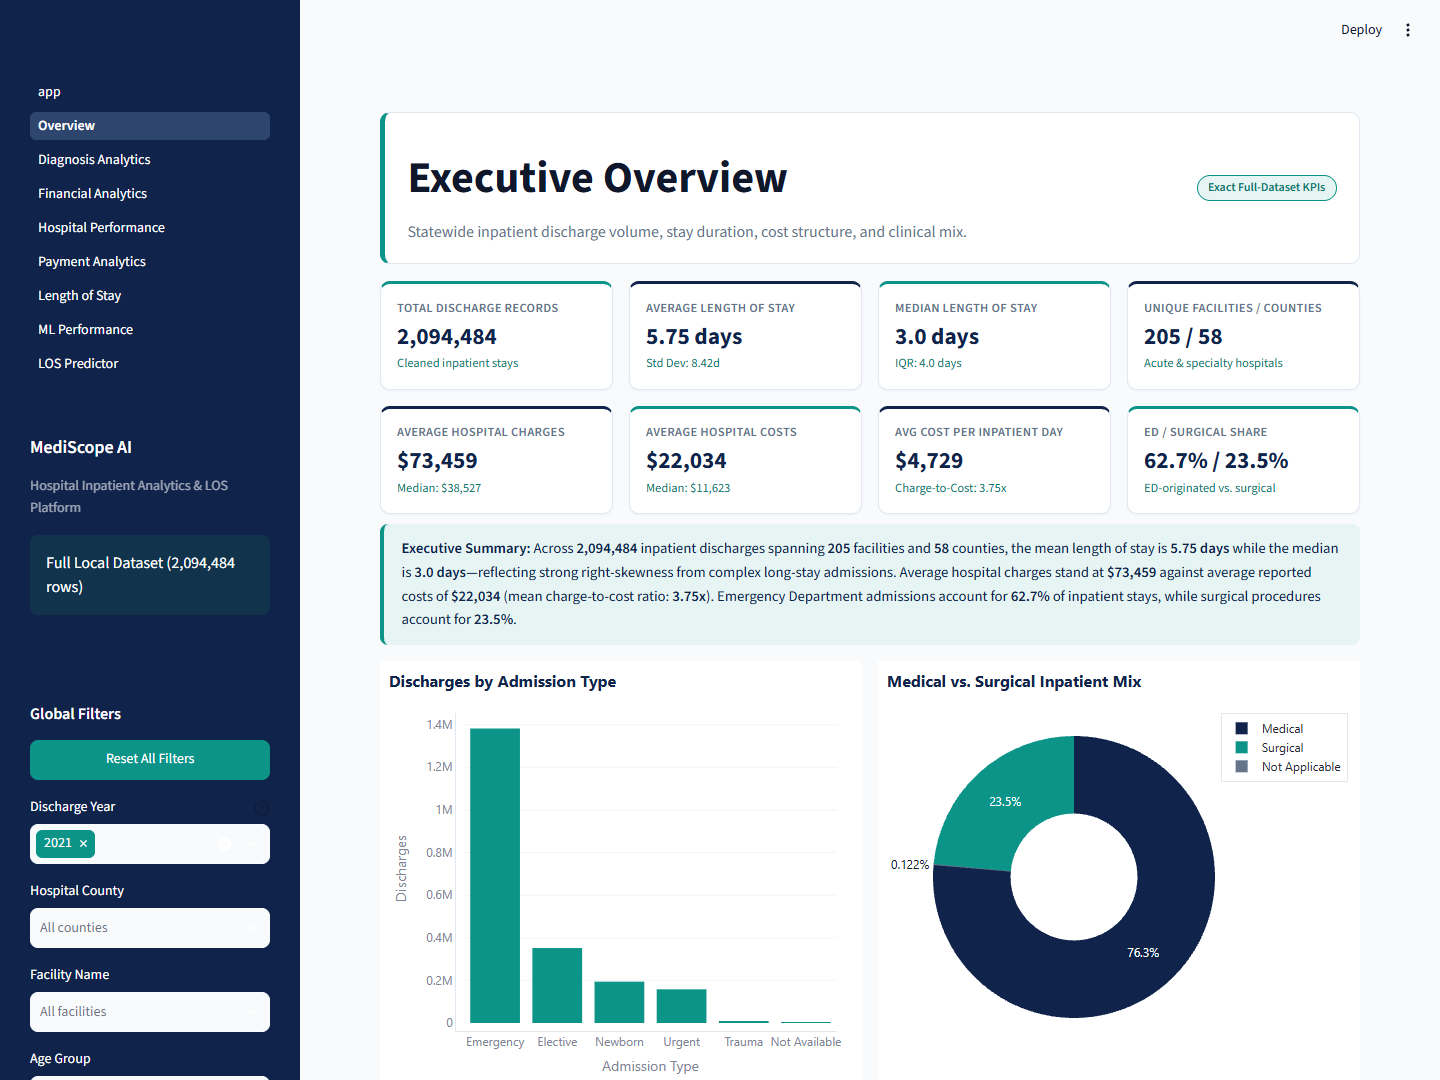 Deploy
app
Overview
Diagnosis Analytics
Financial Analytics
Hospital Performance
Payment Analytics
Length of Stay
ML Performance
LOS Predictor
MediScope AI
Hospital Inpatient Analytics & LOS
Platform
Full Local Dataset (2,094,484
rows)
Global Filters
Reset All Filters
Discharge Year
2021 ×
Hospital County
All counties
Facility Name
All facilities
Age Group
Executive Overview
Exact Full-Dataset KPIs
Statewide inpatient discharge volume, stay duration, cost structure, and clinical mix.
TOTAL DISCHARGE RECORDS
2,094,484
Cleaned inpatient stays
AVERAGE LENGTH OF STAY
5.75 days
Std Dev: 8.42d
MEDIAN LENGTH OF STAY
3.0 days
IQR: 4.0 days
UNIQUE FACILITIES / COUNTIES
205 / 58
Acute & specialty hospitals
AVERAGE HOSPITAL CHARGES
$73,459
Median: $38,527
AVERAGE HOSPITAL COSTS
$22,034
Median: $11,623
AVG COST PER INPATIENT DAY
$4,729
Charge-to-Cost: 3.75x
ED / SURGICAL SHARE
62.7% / 23.5%
ED-originated vs. surgical
Executive Summary: Across 2,094,484 inpatient discharges spanning 205 facilities and 58 counties, the mean length of stay is 5.75 days while the median
is 3.0 days—reflecting strong right-skewness from complex long-stay admissions. Average hospital charges stand at $73,459 against average reported
costs of $22,034 (mean charge-to-cost ratio: 3.75x). Emergency Department admissions account for 62.7% of inpatient stays, while surgical procedures
account for 23.5%.
Discharges by Admission Type
1.4M
1.2M
1M
0.8M
0.6M
0.4M
0.2M
0
Discharges
Emergency Elective Newborn Urgent Trauma Not Available
Admission Type
Medical vs. Surgical Inpatient Mix
Medical
Surgical
Not Applicable
23.5%
0.122%
76.3%